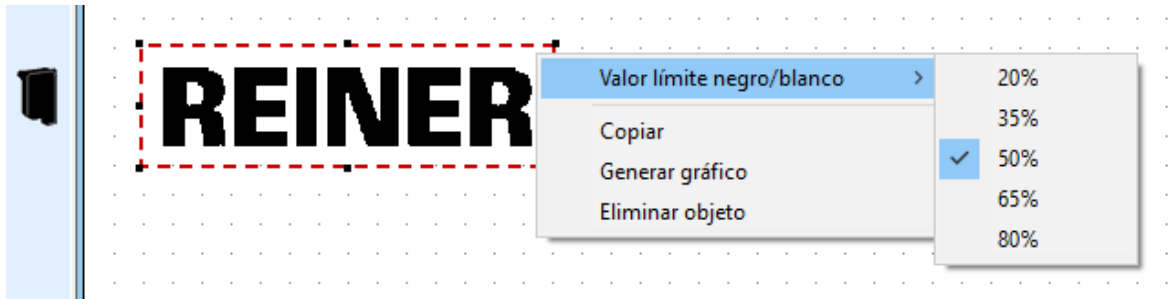 REINER
Valor límite negro/blanco
Copiar
Generar gráfico
Eliminar objeto
20%
35%
50%
65%
80%